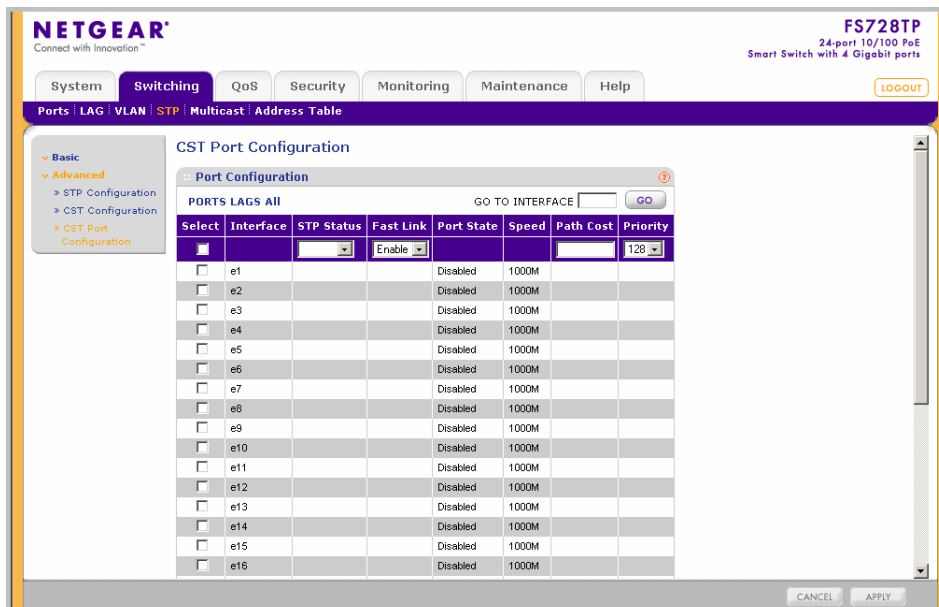 NETGEAR®
Connect with Innovation™
FS728TP
24-port 10/100 PoE
Smart Switch with 4 Gigabit ports
System Switching QoS Security Monitoring Maintenance Help
LOGOUT
Ports LAG VLAN STP Multicast Address Table
Basic
Advanced
» STP Configuration
» CST Configuration
» CST Port
Configuration
CST Port Configuration
:: Port Configuration ?
PORTS LAGS All GO TO INTERFACE GO
Select Interface STP Status Fast Link Port State Speed Path Cost Priority
Enable 128
e1 Disabled 1000M
e2 Disabled 1000M
e3 Disabled 1000M
e4 Disabled 1000M
e5 Disabled 1000M
e6 Disabled 1000M
e7 Disabled 1000M
e8 Disabled 1000M
e9 Disabled 1000M
e10 Disabled 1000M
e11 Disabled 1000M
e12 Disabled 1000M
e13 Disabled 1000M
e14 Disabled 1000M
e15 Disabled 1000M
e16 Disabled 1000M
CANCEL APPLY